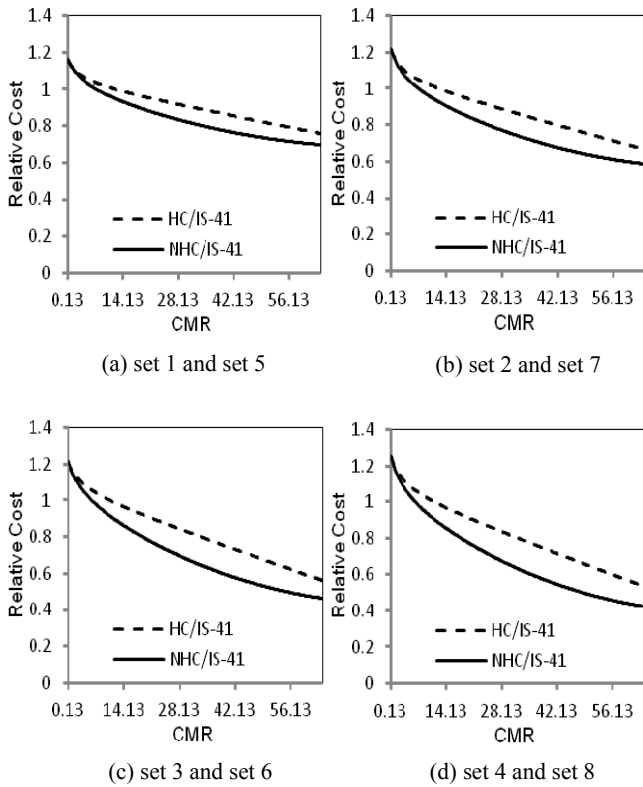 1.4
1.2
1
0.8
0.6
0.4
0.2
0
Relative Cost
HC/IS-41
NHC/IS-41
0.13 14.13 28.13 42.13 56.13
CMR
(a) set 1 and set 5
1.4
1.2
1
0.8
0.6
0.4
0.2
0
Relative Cost
HC/IS-41
NHC/IS-41
0.13 14.13 28.13 42.13 56.13
CMR
(b) set 2 and set 7
1.4
1.2
1
0.8
0.6
0.4
0.2
0
Relative Cost
HC/IS-41
NHC/IS-41
0.13 14.13 28.13 42.13 56.13
CMR
(c) set 3 and set 6
1.4
1.2
1
0.8
0.6
0.4
0.2
0
Relative Cost
HC/IS-41
NHC/IS-41
0.13 14.13 28.13 42.13 56.13
CMR
(d) set 4 and set 8